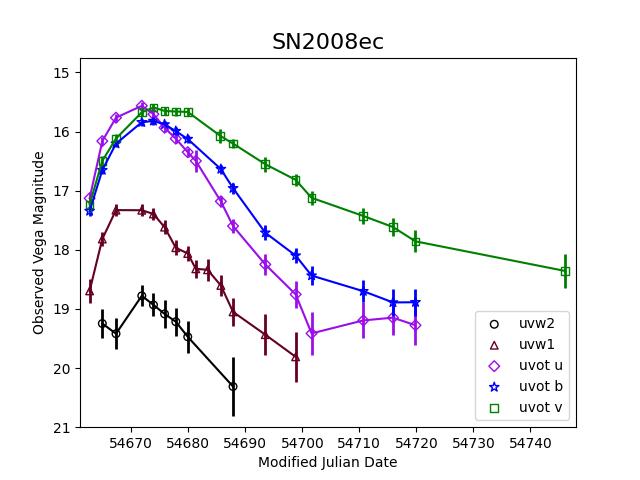 SN2008ec
15
16
17
18
19
20
21
Observed Vega Magnitude
54670 54680 54690 54700 54710 54720 54730 54740
Modified Julian Date
uvw2
uvw1
uvot u
uvot b
uvot v